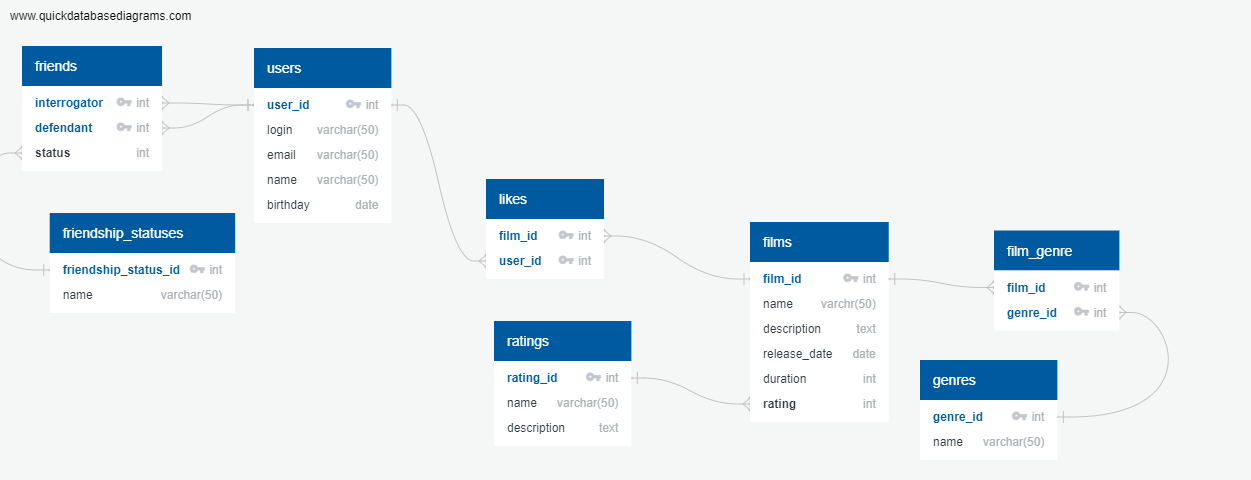 www.quickdatabasediagrams.com
friends
interrogator int
defendant int
status int
users
user_id int
login varchar(50)
email varchar(50)
name varchar(50)
birthday date
friendship_statuses
friendship_status_id int
name varchar(50)
likes
film_id int
user_id int
ratings
rating_id int
name varchar(50)
description text
films
film_id int
name varchr(50)
description text
release_date date
duration int
rating int
film_genre
film_id int
genre_id int
genres
genre_id int
name varchar(50)